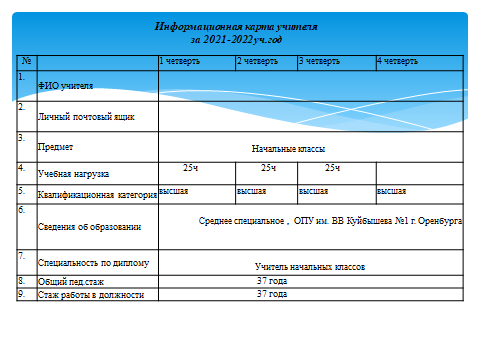 Информационная карта учителя
за 2021-2022уч.год
№ 1 четверть 2 четверть 3 четверть 4 четверть
1. ФИО учителя
2. Личный почтовый ящик
3. Предмет Начальные классы
4. Учебная нагрузка 25ч 25ч 25ч
5. Квалификационная категория высшая высшая высшая высшая
6. Сведения об образовании Среднее специальное , ОПУ им. ВВ Куйбышева №1 г. Оренбурга
7. Специальность по диплому Учитель начальных классов
8. Общий пед.стаж 37 года
9. Стаж работы в должности 37 года